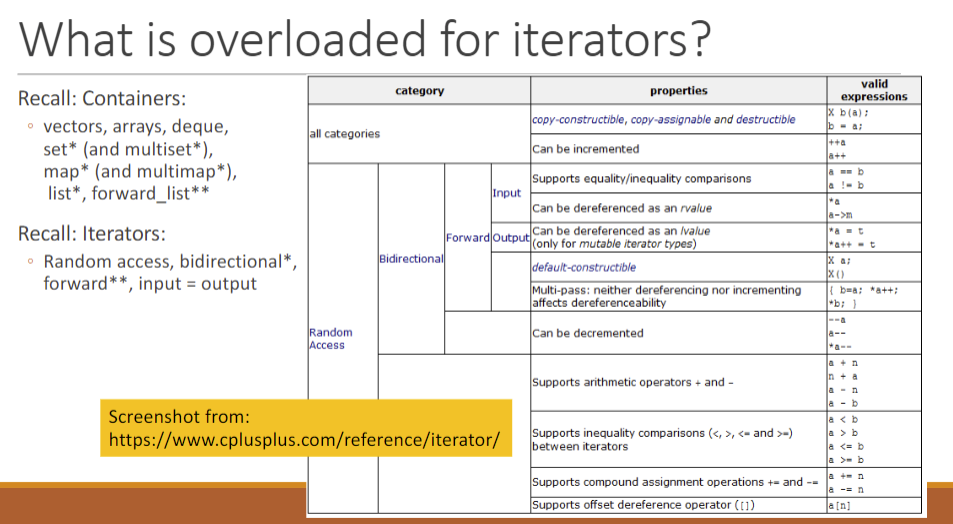 What is overloaded for iterators?
Recall: Containers:
◦ vectors, arrays, deque,
set* (and multiset*),
map* (and multimap*),
list*, forward_list**
Recall: Iterators:
◦ Random access, bidirectional*,
forward**, input = output
category
properties
valid
expressions
all categories
copy-constructible, copy-assignable and destructible
X b(a);
b = a;
Can be incremented
++a
a++
Random
Access
Bidirectional
Forward
Input
Supports equality/inequality comparisons
a == b
a != b
Can be dereferenced as an rvalue
*a
a->m
Output
Can be dereferenced as an lvalue
(only for mutable iterator types)
*a = t
*a++ = t
default-constructible
X a;
X()
Multi-pass: neither dereferencing nor incrementing
affects dereferenceability
{ b=a; *a++;
*b; }
Can be decremented
--a
a--
*a--
Supports arithmetic operators + and -
a + n
n + a
a - n
a - b
Supports inequality comparisons (<, >, <= and >=)
between iterators
a < b
a > b
a <= b
a >= b
Supports compound assignment operations += and -=
a += n
a -= n
Supports offset dereference operator ([])
a[n]
Screenshot from:
https://www.cplusplus.com/reference/iterator/